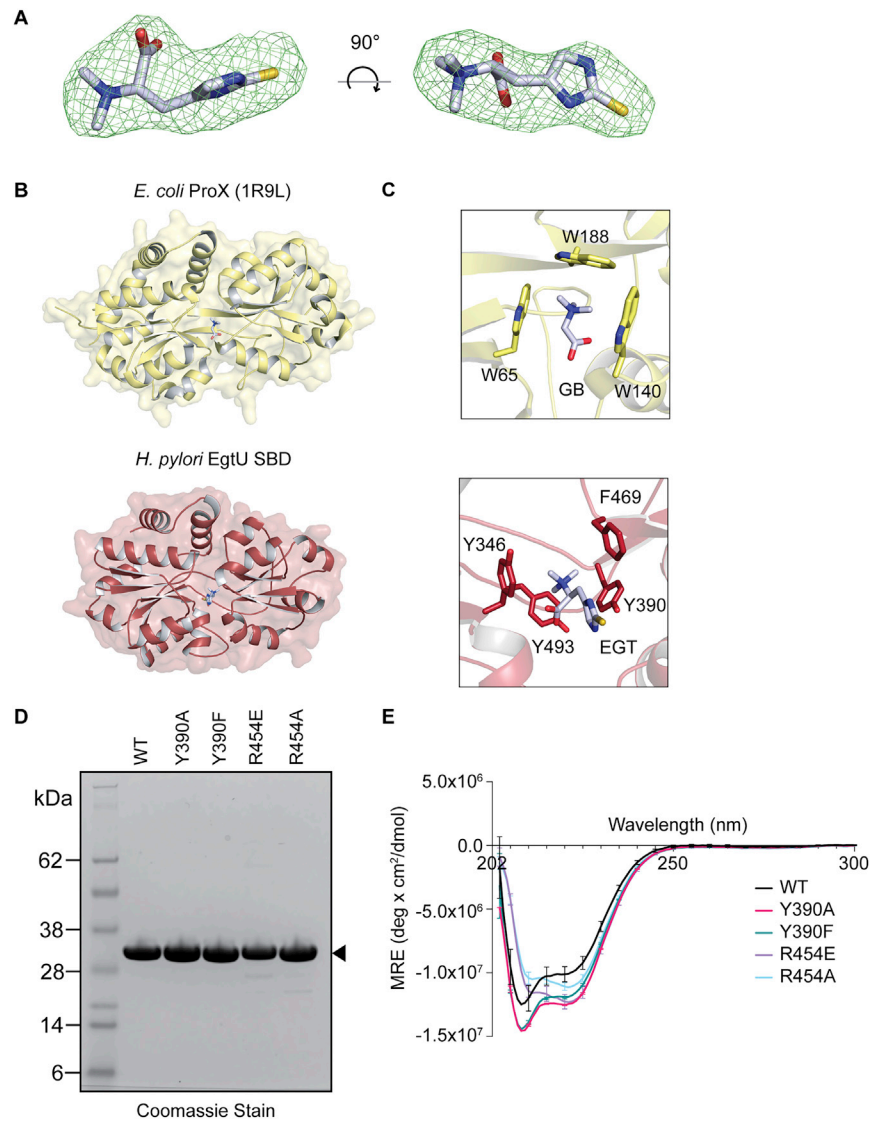 A
90°
B
E. coli ProX (1R9L)
C
W188
W65
GB
W140
H. pylori EgtU SBD
F469
Y346
Y390
Y493
EGT
D
WT
Y390A
Y390F
R454E
R454A
kDa
62
38
28
14
6
Coomassie Stain
E
5.0x10⁶
Wavelength (nm)
0.0
202
250
300
-5.0x10⁶
-1.0x10⁷
-1.5x10⁷
MRE (deg x cm²/dmol)
WT
Y390A
Y390F
R454E
R454A